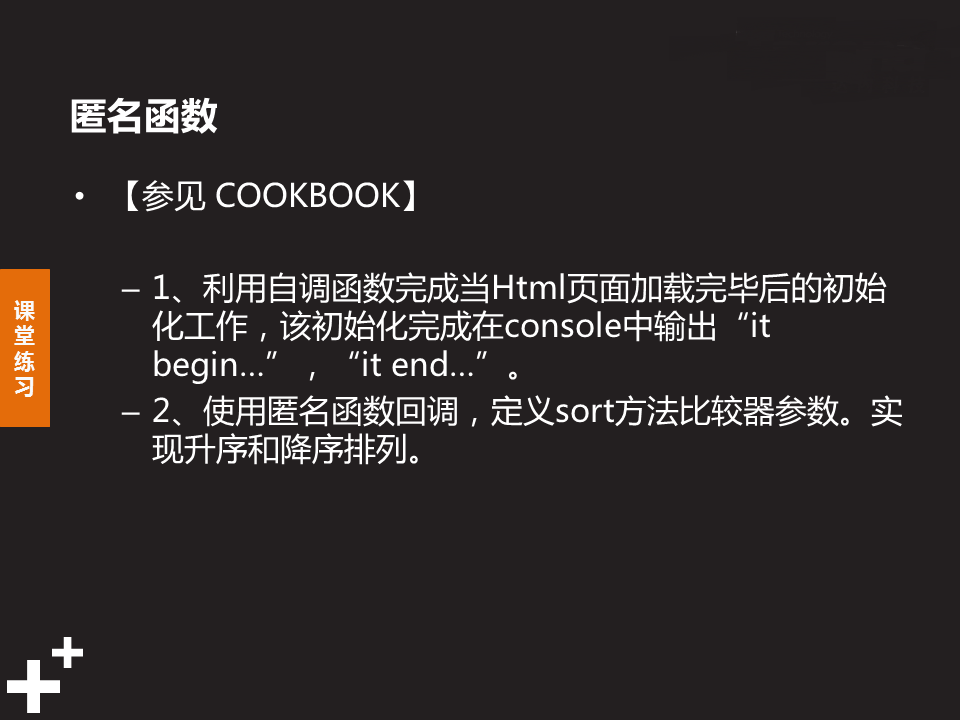 匿名函数
• 【参见 COOKBOOK】
– 1、利用自调函数完成当Html页面加载完毕后的初始
化工作，该初始化完成在console中输出“it
begin…”，“it end…”。
– 2、使用匿名函数回调，定义sort方法比较器参数。实
现升序和降序排列。
课
堂
练
习